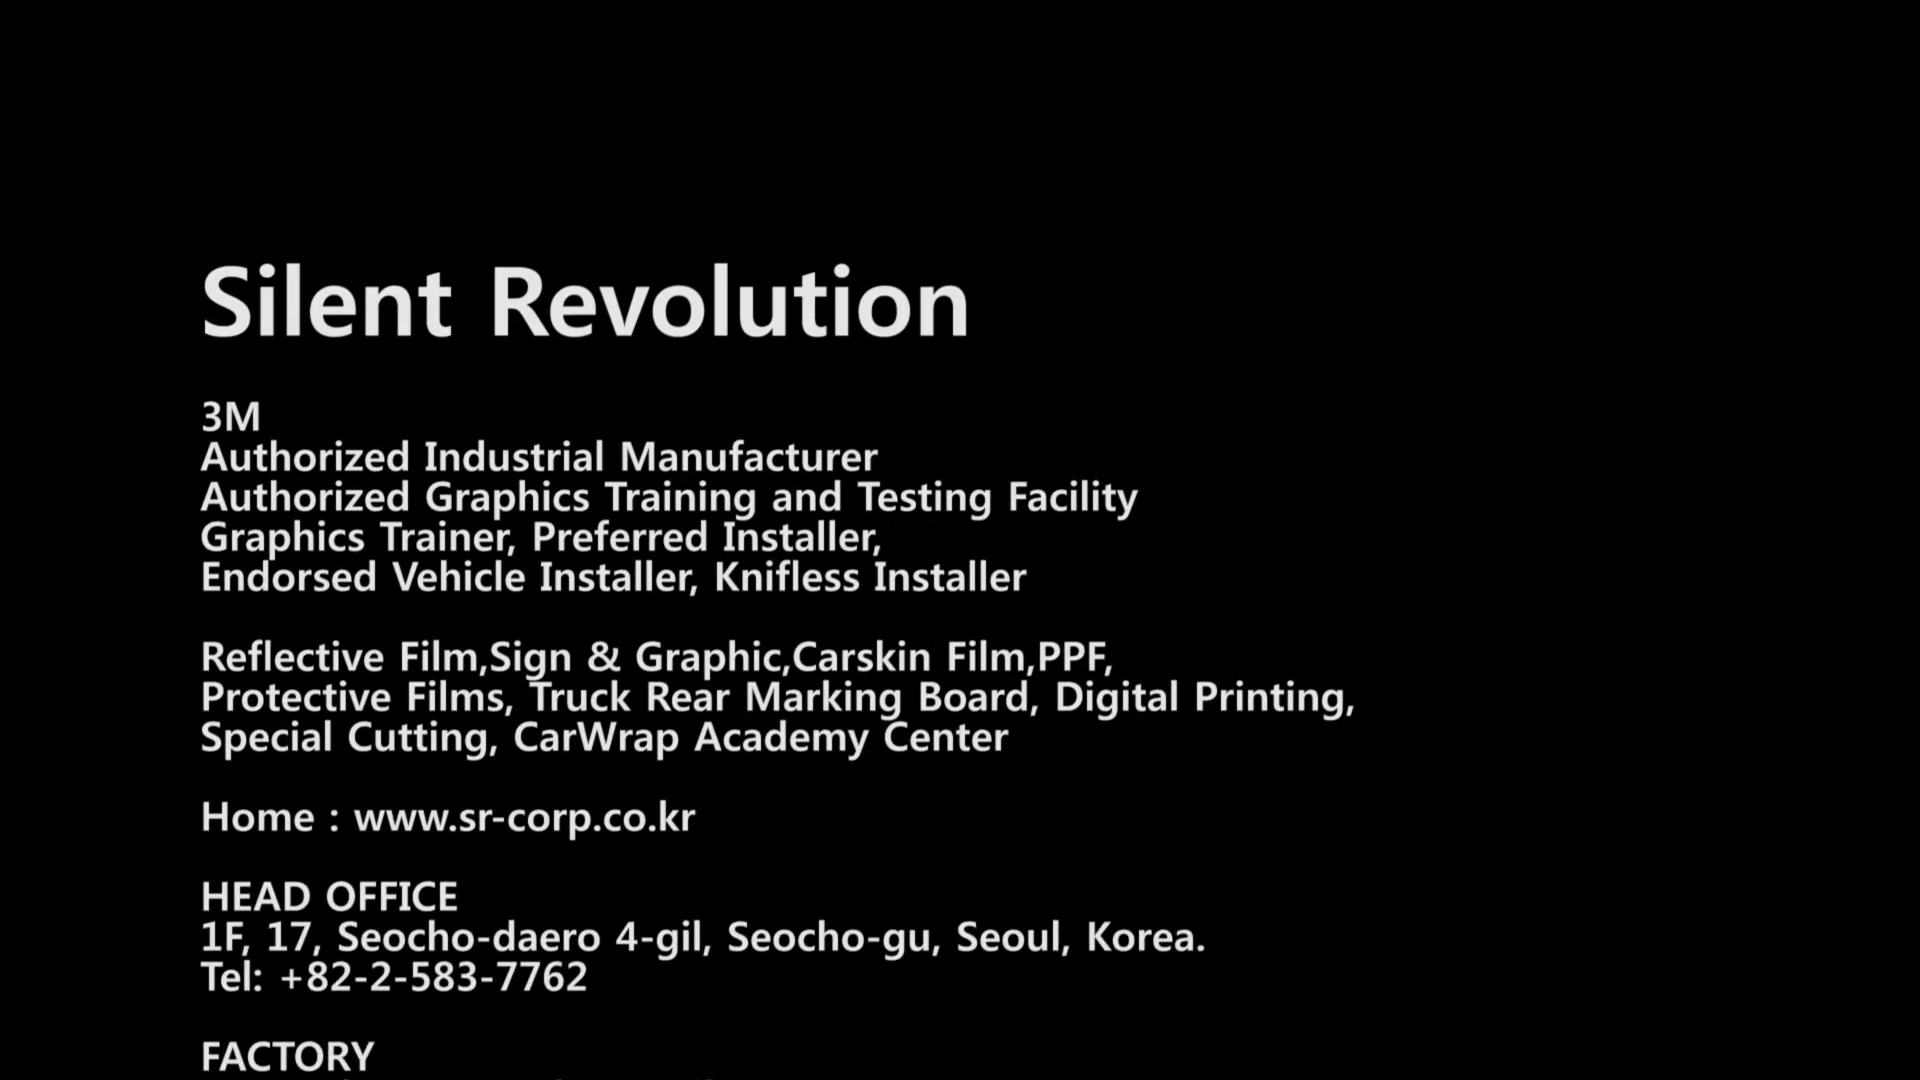 Silent Revolution
3M
Authorized Industrial Manufacturer
Authorized Graphics Training and Testing Facility
Graphics Trainer, Preferred Installer,
Endorsed Vehicle Installer, Knifless Installer
Reflective Film,Sign & Graphic,Carskin Film,PPF,
Protective Films, Truck Rear Marking Board, Digital Printing,
Special Cutting, CarWrap Academy Center
Home : www.sr-corp.co.kr
HEAD OFFICE
1F, 17, Seocho-daero 4-gil, Seocho-gu, Seoul, Korea.
Tel: +82-2-583-7762
FACTORY